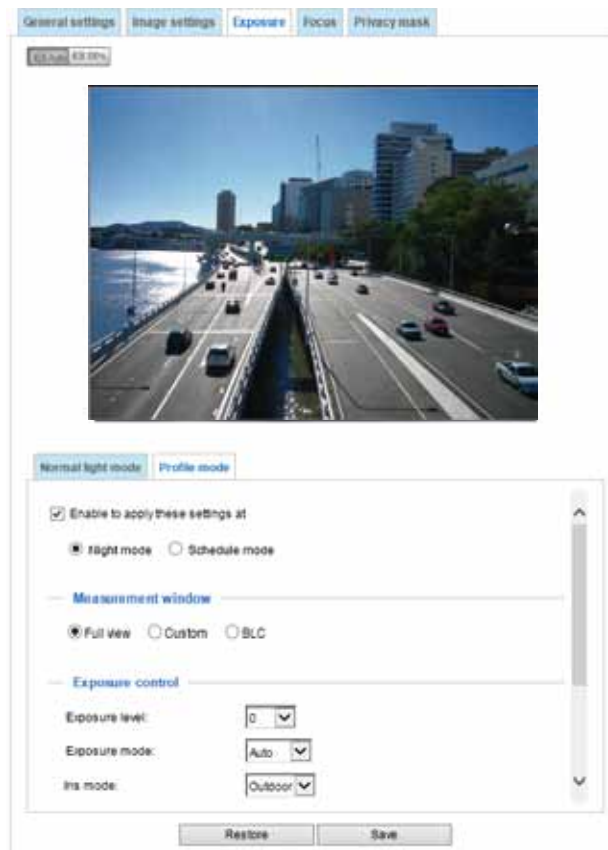 General settings Image settings Exposure Focus Privacy mask
Normal light mode Profile mode
Enable to apply these settings at
Night mode Schedule mode
Measurement window
Full view Custom BLC
Exposure control
Exposure level: 0
Exposure mode: Auto
Iris mode: Outdoor
Restore Save